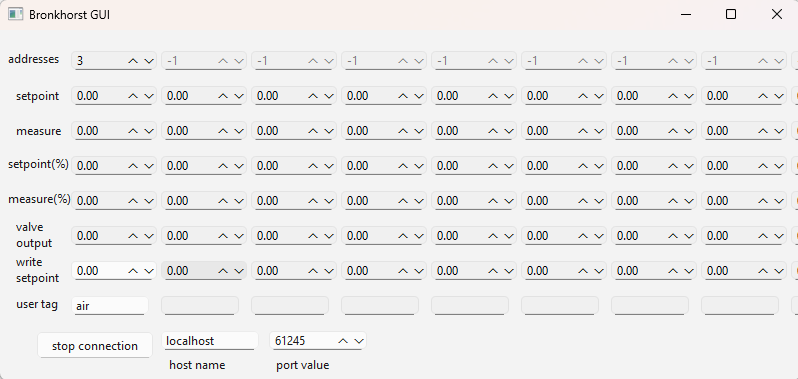 Bronkhorst GUI
addresses 3 -1 -1 -1 -1 -1 -1 -1
setpoint 0.00 0.00 0.00 0.00 0.00 0.00 0.00 0.00
measure 0.00 0.00 0.00 0.00 0.00 0.00 0.00 0.00
setpoint(%) 0.00 0.00 0.00 0.00 0.00 0.00 0.00 0.00
measure(%) 0.00 0.00 0.00 0.00 0.00 0.00 0.00 0.00
valve
output 0.00 0.00 0.00 0.00 0.00 0.00 0.00 0.00
write
setpoint 0.00 0.00 0.00 0.00 0.00 0.00 0.00 0.00
user tag air
stop connection localhost 61245
host name port value